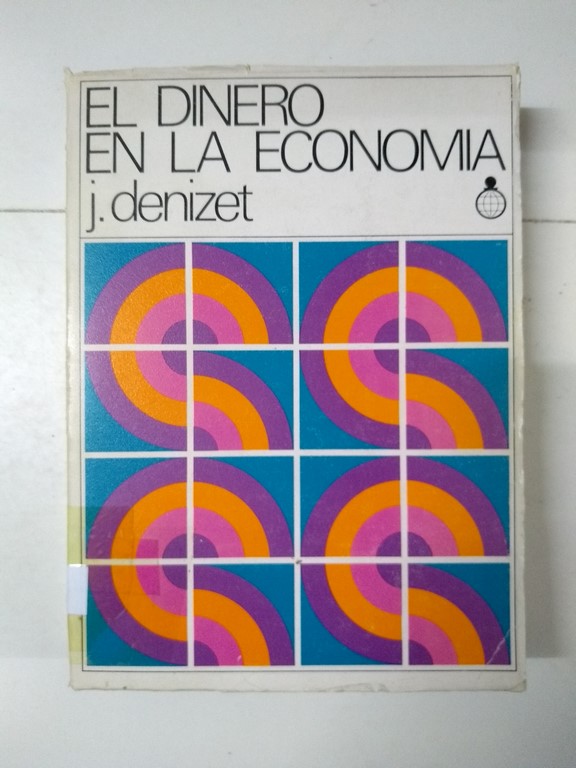 EL DINERO
EN LA ECONOMIA
j. denizet